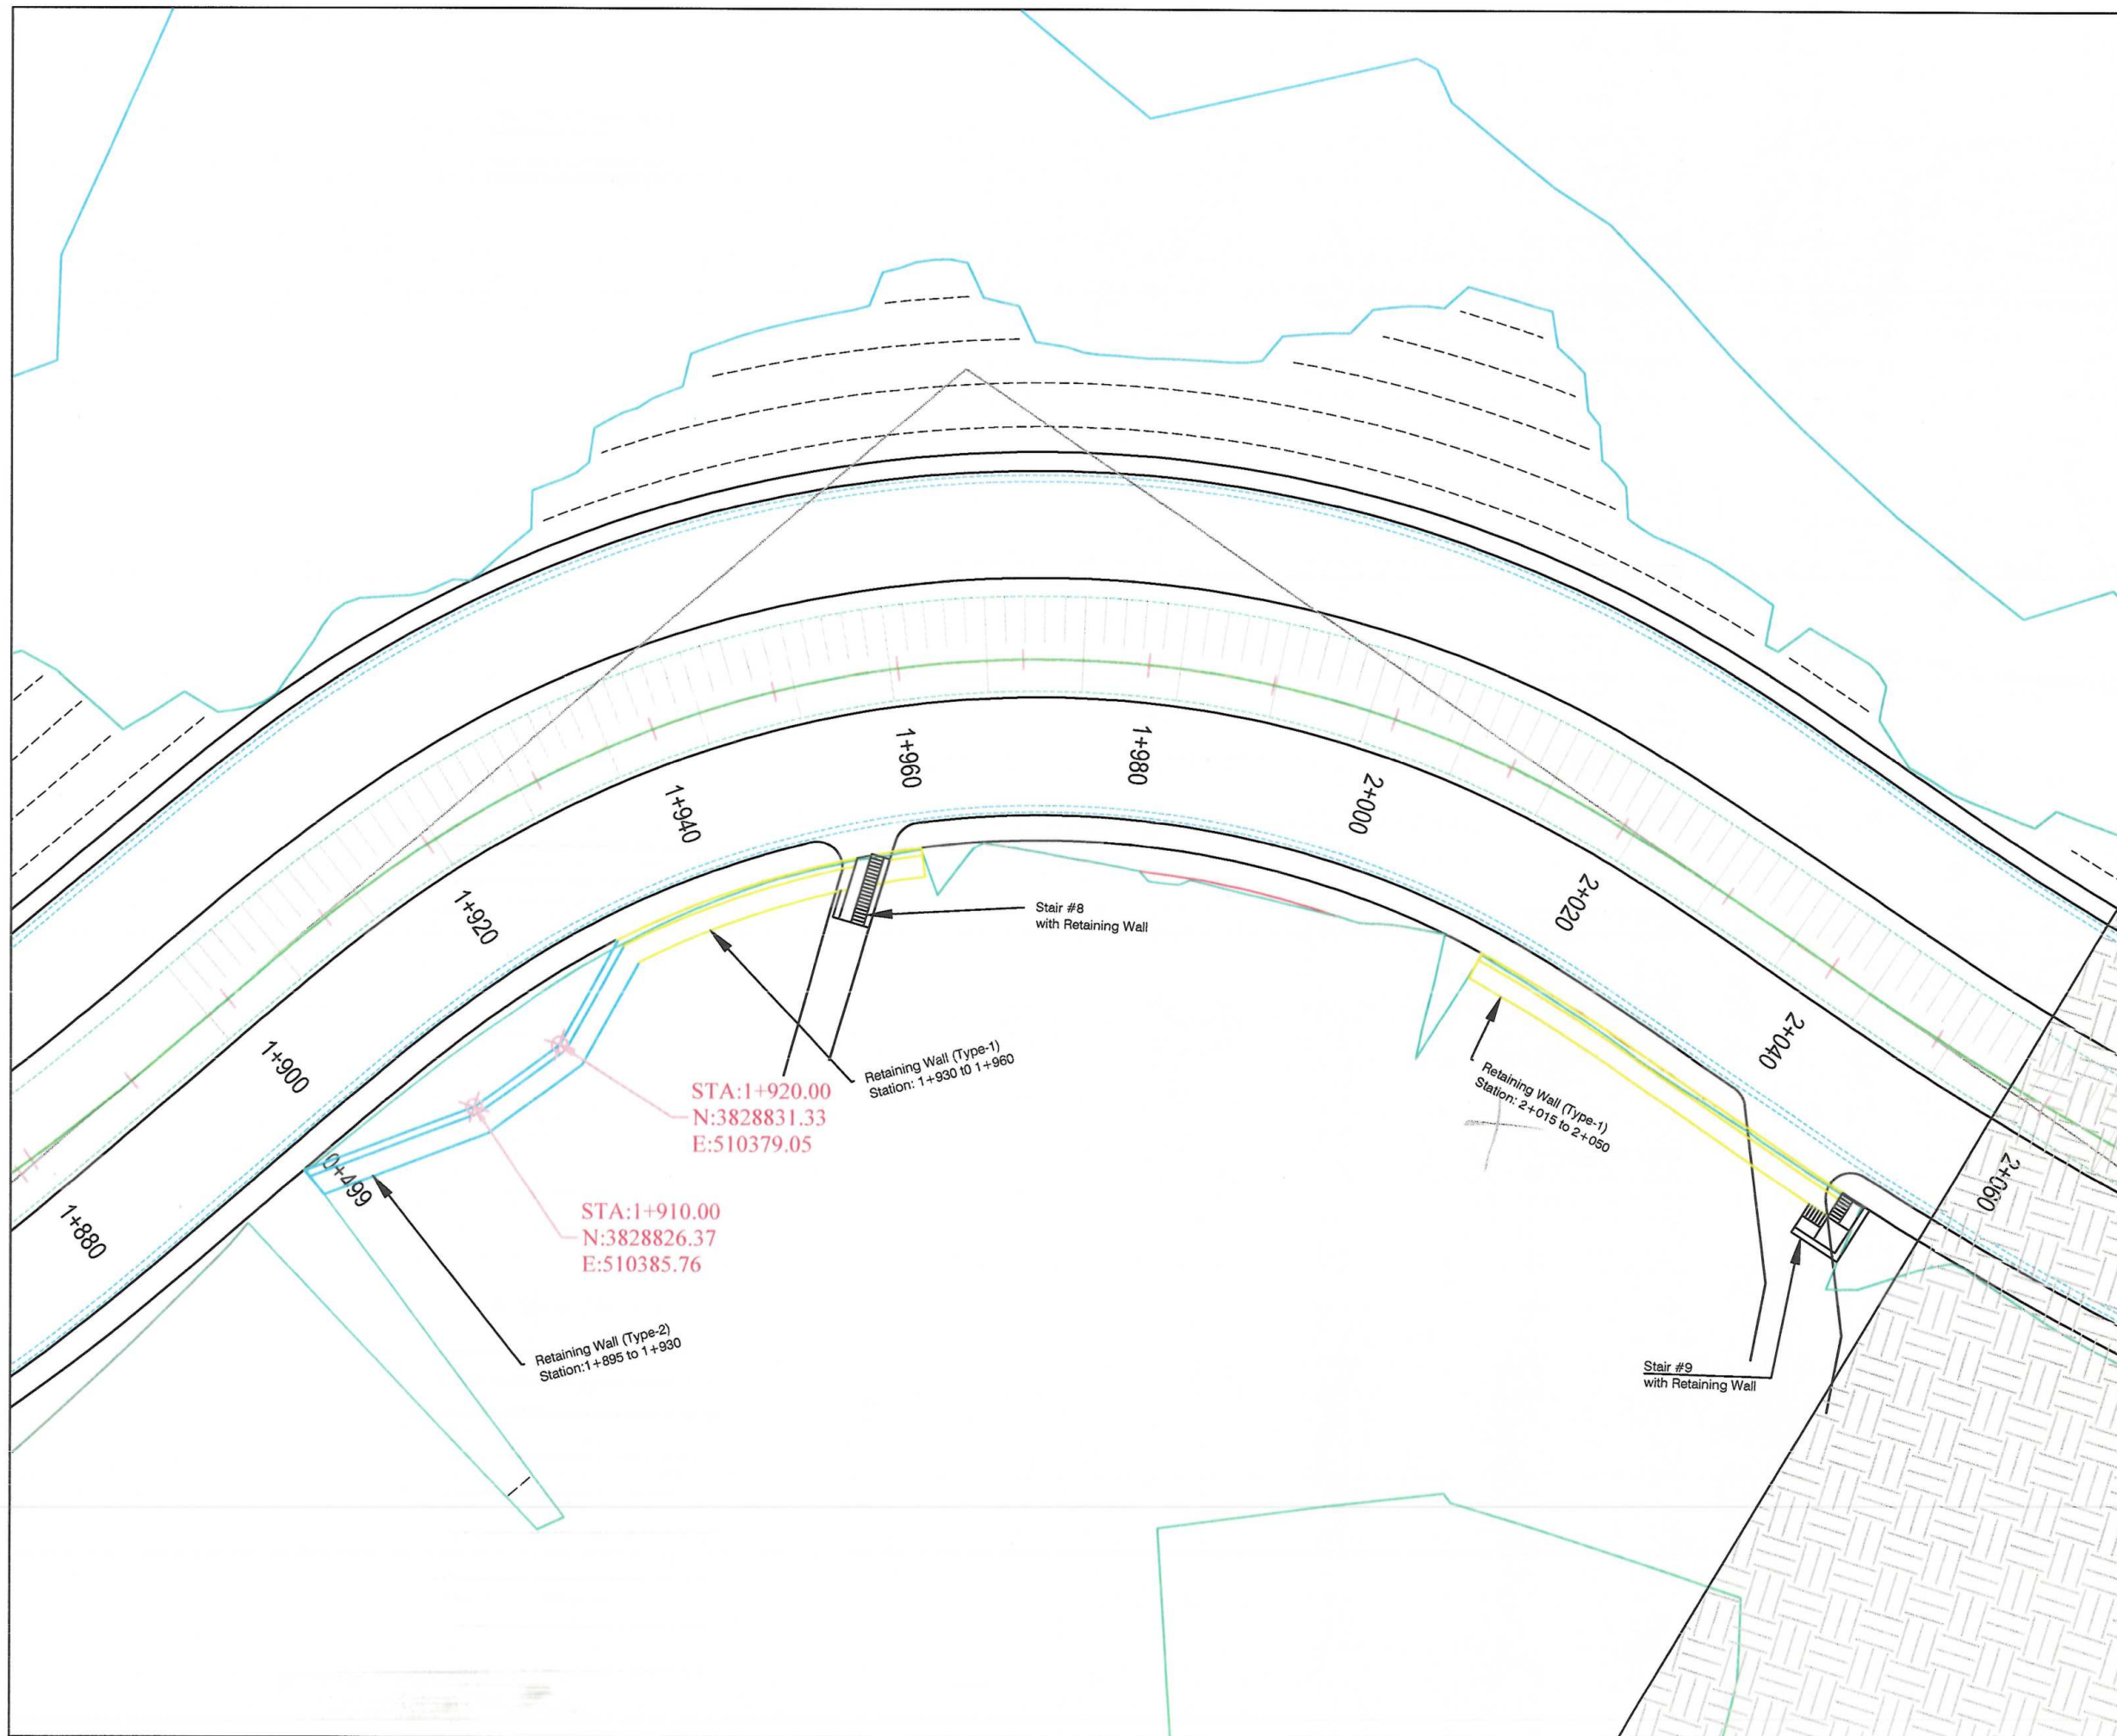 1+960
1+980
1+940
2+000
1+920
2+020
Stair #8
with Retaining Wall
1+900
2+040
Retaining Wall (Type-1)
Station: 1+930 t0 1+960
Retaining Wall (Type-1)
Station: 2+015 to 2+050
STA:1+920.00
N:3828831.33
E:510379.05
0+499
2+060
1+880
STA:1+910.00
N:3828826.37
E:510385.76
Retaining Wall (Type-2)
Station:1+895 to 1+930
Stair #9
with Retaining Wall